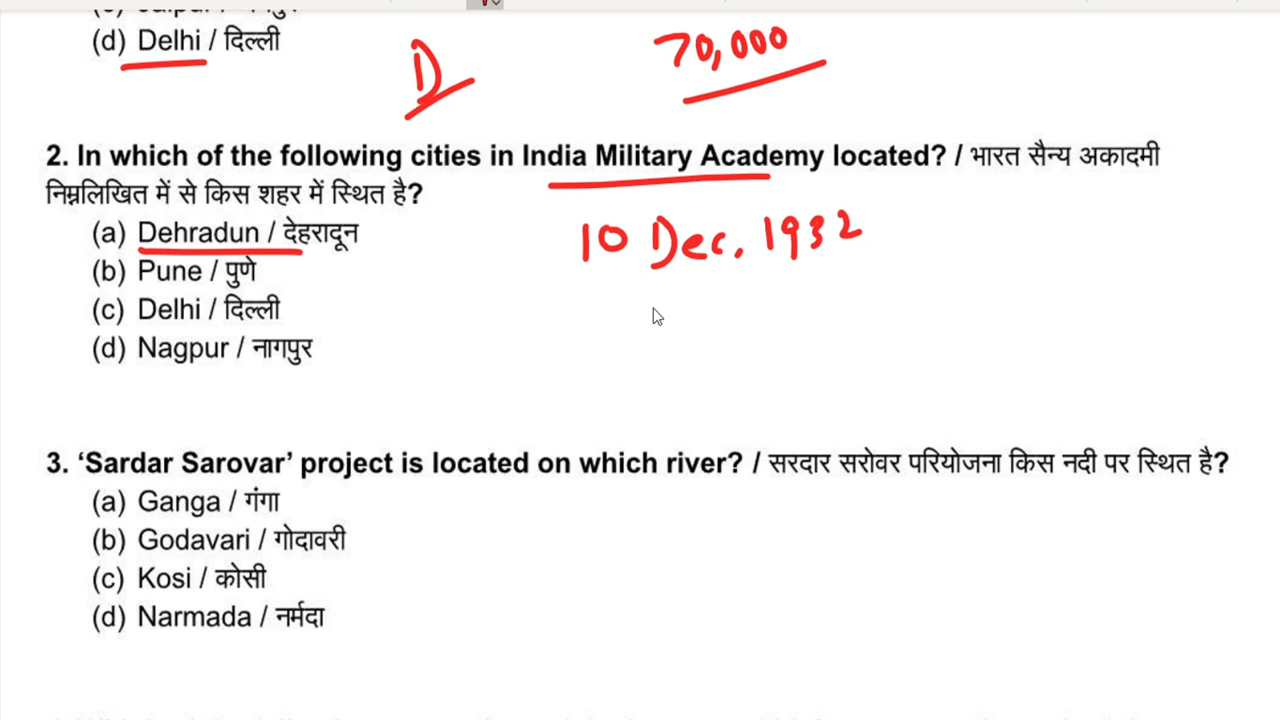 (d) Delhi / दिल्ली
D
70,000
2. In which of the following cities in India Military Academy located? / भारत सैन्य अकादमी
निम्नलिखित में से किस शहर में स्थित है?
(a) Dehradun / देहरादून
10 Dec. 1932
(b) Pune / पुणे
(c) Delhi / दिल्ली
(d) Nagpur / नागपुर
3. ‘Sardar Sarovar’ project is located on which river? / सरदार सरोवर परियोजना किस नदी पर स्थित है?
(a) Ganga / गंगा
(b) Godavari / गोदावरी
(c) Kosi / कोसी
(d) Narmada / नर्मदा